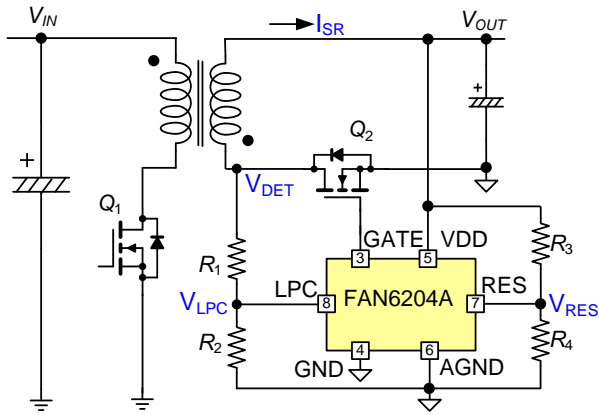 V_IN
I_SR
V_OUT
+
+
Q_2
Q_1
V_DET
R_1
GATE
VDD
R_3
3
5
V_LPC
LPC
8
FAN6204A
7
RES
V_RES
R_2
4
6
R_4
GND
AGND